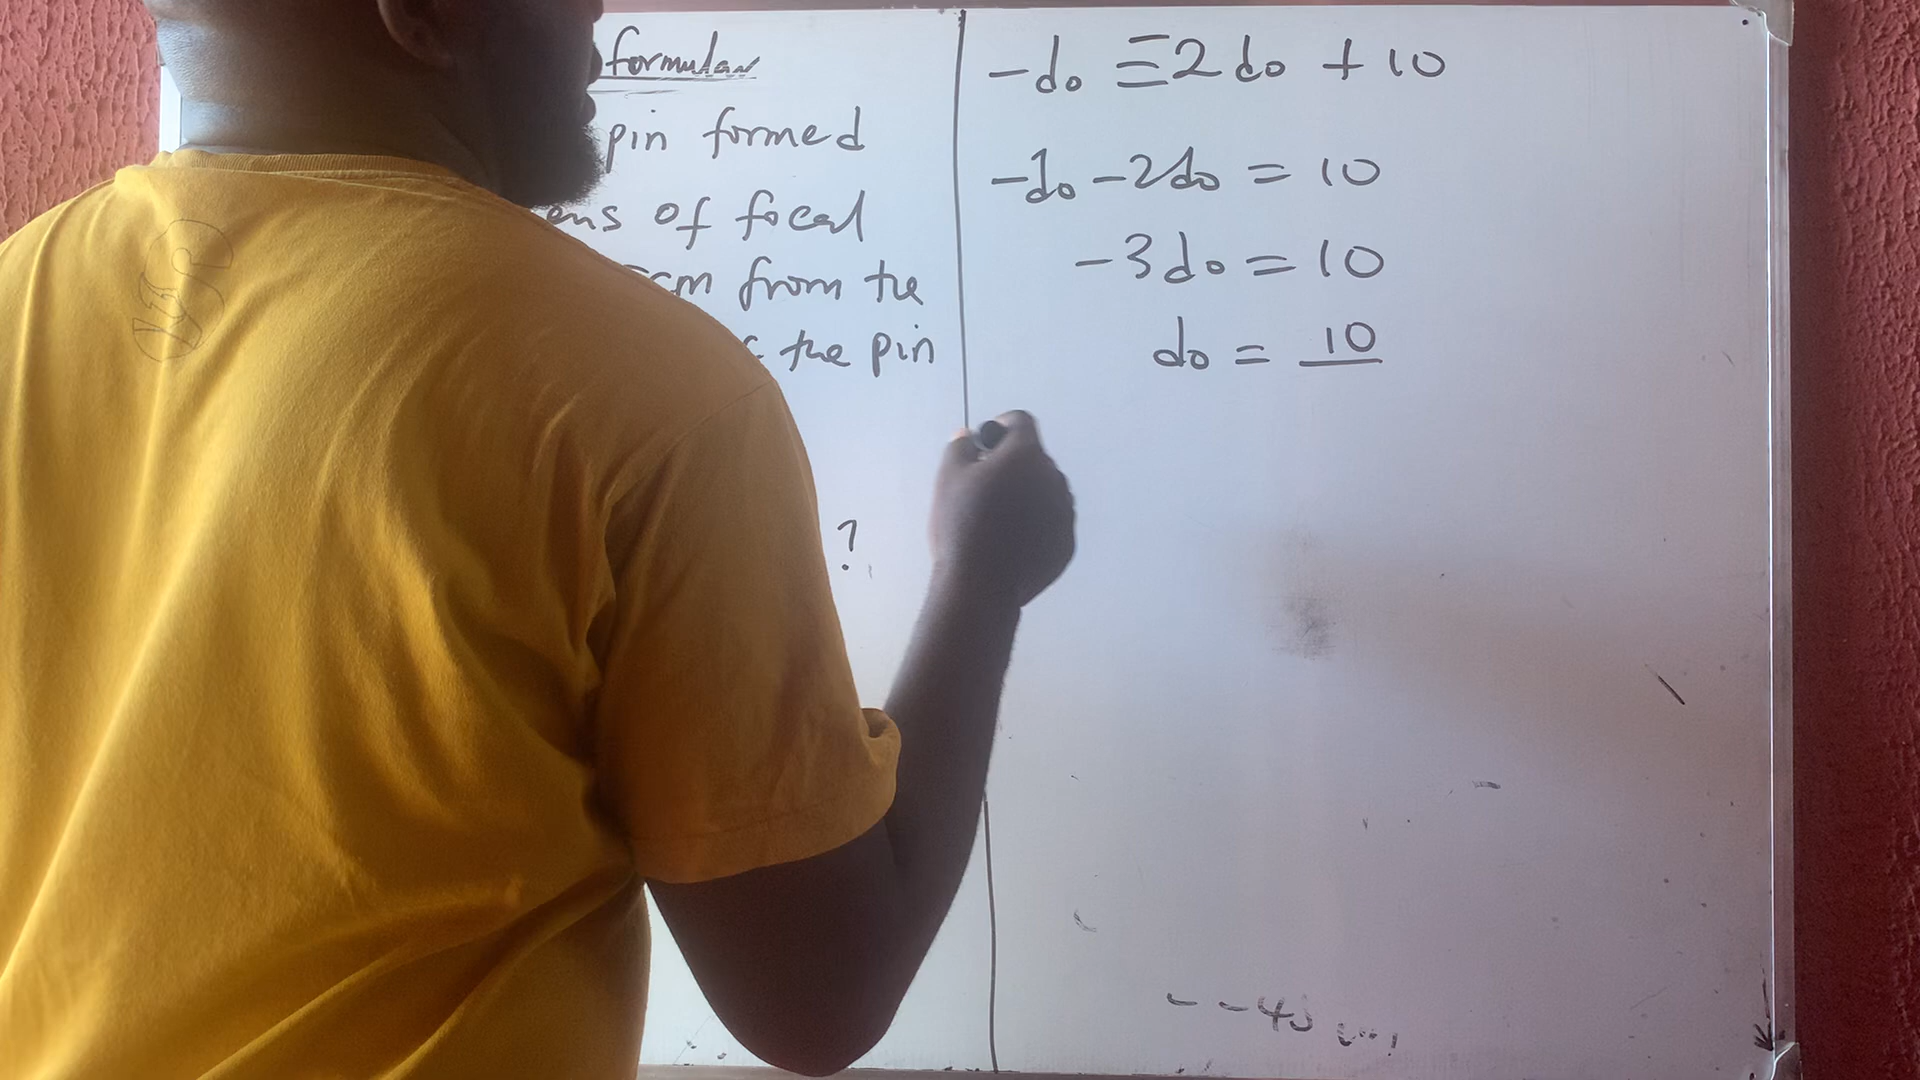 formular
pin formed
ens of focal
cm from the
the pin
?
-do = 2do + 10
-do - 2do = 10
-3do = 10
do = 10